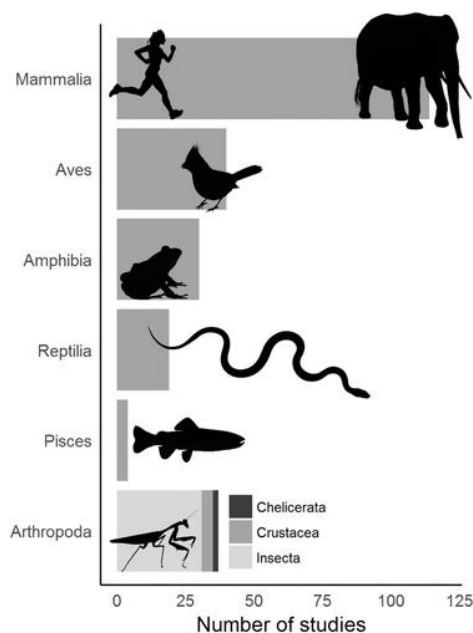 Mammalia
Aves
Amphibia
Reptilia
Pisces
Arthropoda
Chelicerata
Crustacea
Insecta
0 25 50 75 100 125
Number of studies